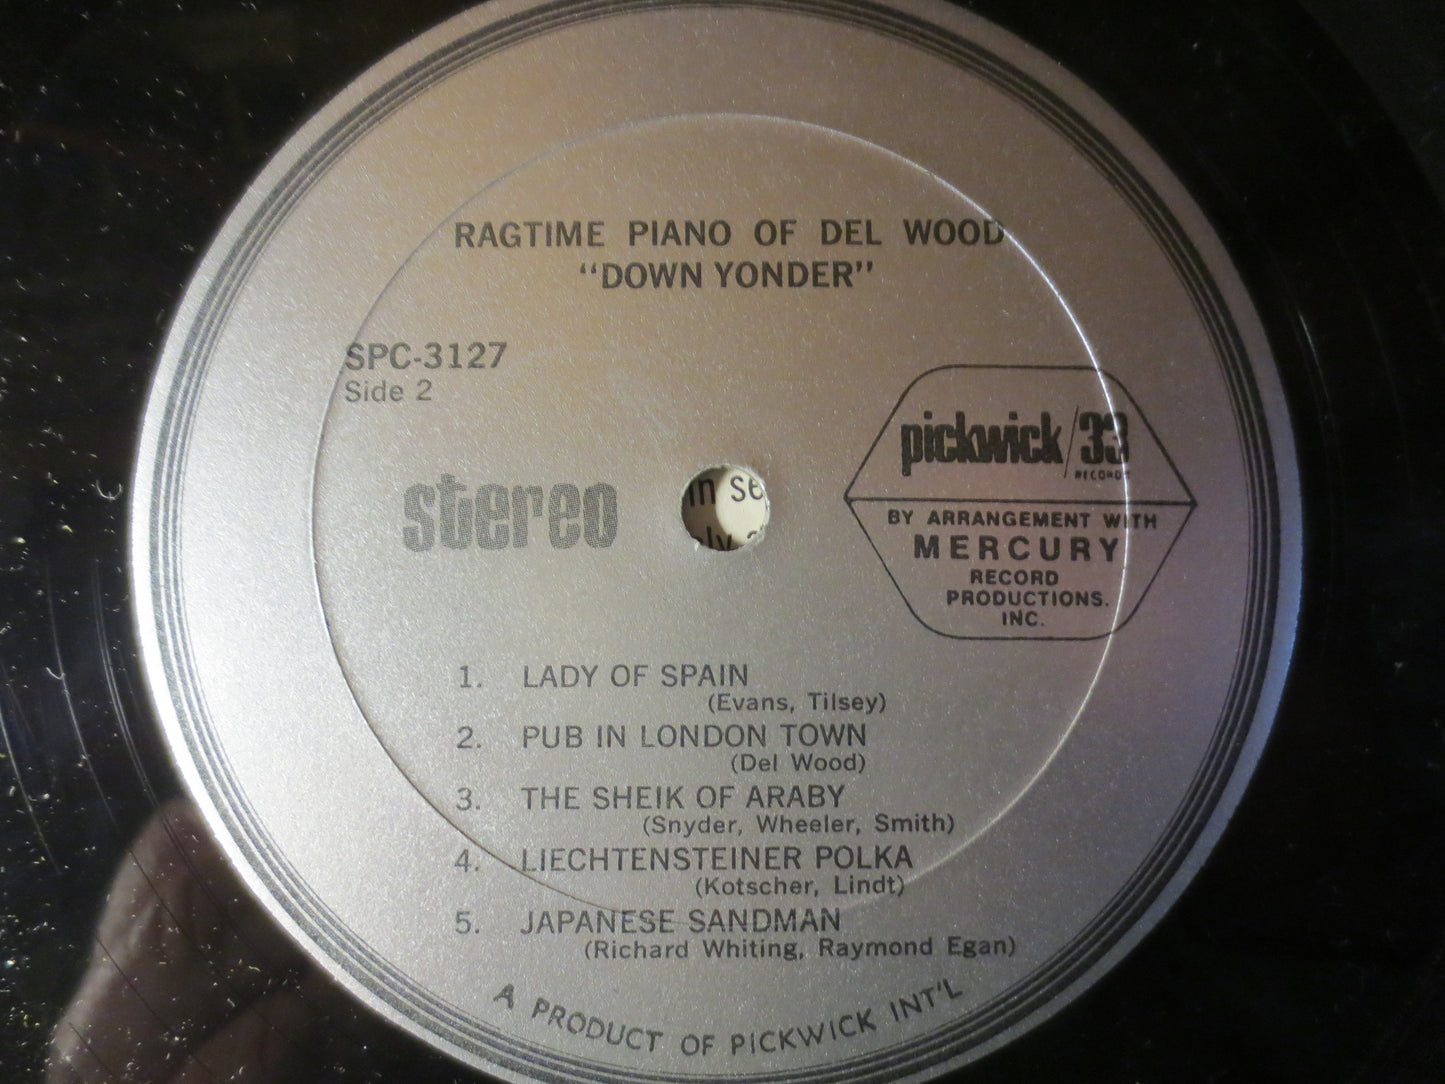 RAGTIME PIANO OF DEL WOOD
"DOWN YONDER"
SPC-3127
Side 2
stereo
pickwick/33
RECORDS
BY ARRANGEMENT WITH
MERCURY
RECORD
PRODUCTIONS.
INC.
in se
ly
1. LADY OF SPAIN
(Evans, Tilsey)
2. PUB IN LONDON TOWN
(Del Wood)
3. THE SHEIK OF ARABY
(Snyder, Wheeler, Smith)
4. LIECHTENSTEINER POLKA
(Kotscher, Lindt)
5. JAPANESE SANDMAN
(Richard Whiting, Raymond Egan)
A PRODUCT OF PICKWICK INT'L